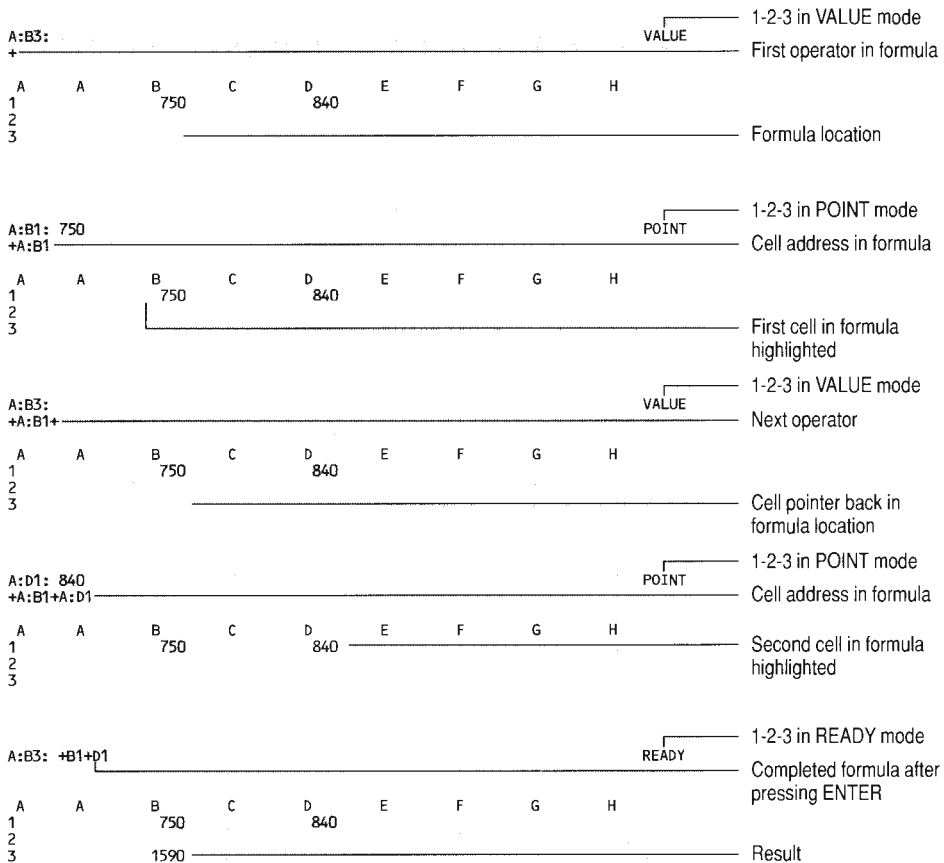 1-2-3 in VALUE mode
A:B3: VALUE
+ First operator in formula
A A B C D E F G H
1 750 840
2
3 Formula location
1-2-3 in POINT mode
A:B1: 750 POINT
+A:B1 Cell address in formula
A A B C D E F G H
1 750 840
2
3 First cell in formula
highlighted
1-2-3 in VALUE mode
A:B3: VALUE
+A:B1+ Next operator
A A B C D E F G H
1 750 840
2
3 Cell pointer back in
formula location
1-2-3 in POINT mode
A:D1: 840 POINT
+A:B1+A:D1 Cell address in formula
A A B C D E F G H
1 750 840 Second cell in formula
2 highlighted
3
1-2-3 in READY mode
A:B3: +B1+D1 READY
Completed formula after
pressing ENTER
A A B C D E F G H
1 750 840
2
3 1590 Result